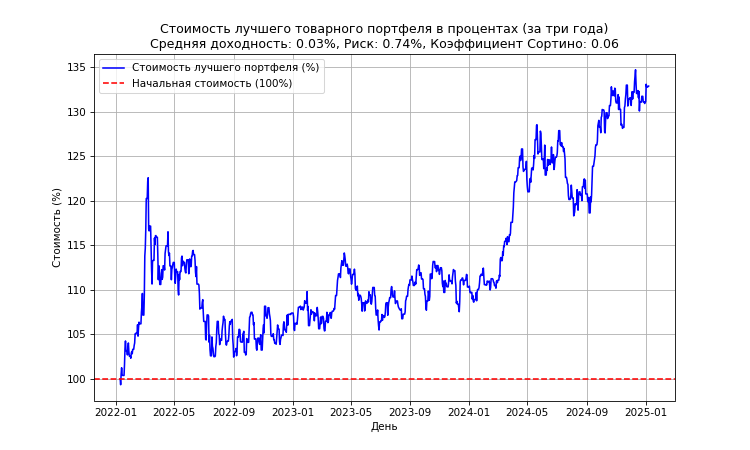 Стоимость лучшего товарного портфеля в процентах (за три года)
Средняя доходность: 0.03%, Риск: 0.74%, Коэффициент Сортино: 0.06
Стоимость лучшего портфеля (%)
Начальная стоимость (100%)
Стоимость (%)
135
130
125
120
115
110
105
100
2022-01 2022-05 2022-09 2023-01 2023-05 2023-09 2024-01 2024-05 2024-09 2025-01
День